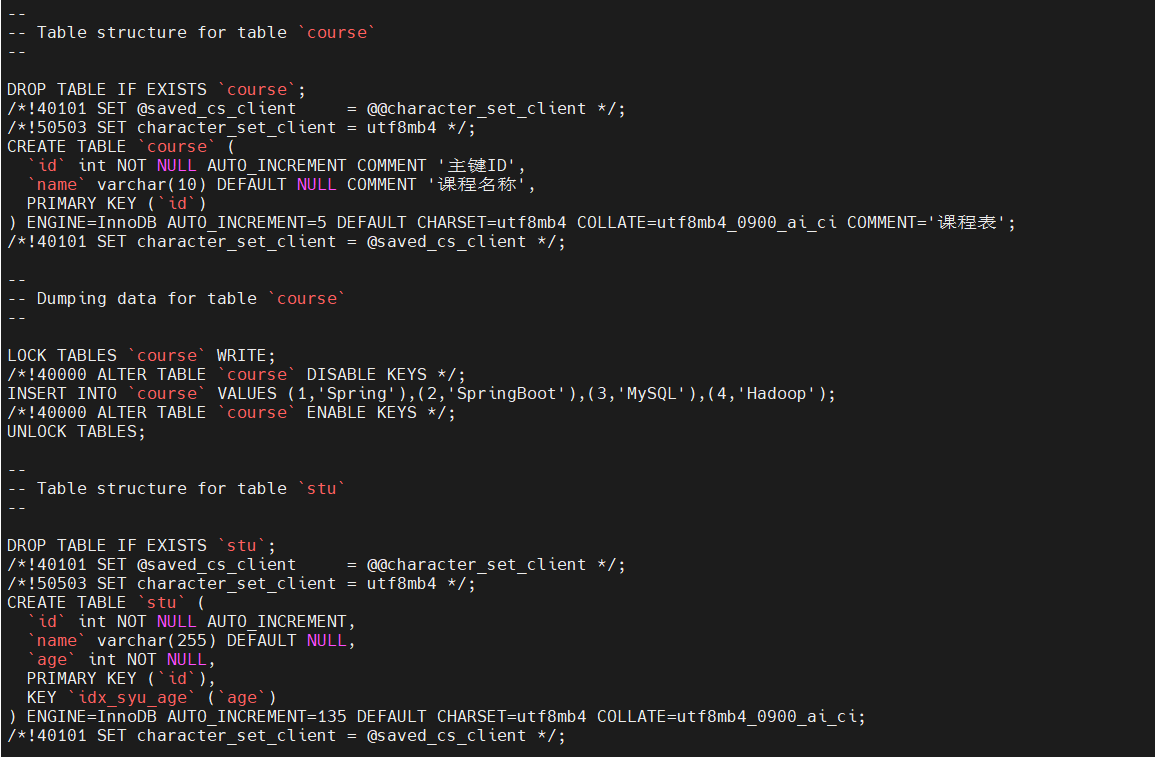 --
-- Table structure for table `course`
--
DROP TABLE IF EXISTS `course`;
/*!40101 SET @saved_cs_client     = @@character_set_client */;
/*!50503 SET character_set_client = utf8mb4 */;
CREATE TABLE `course` (
  `id` int NOT NULL AUTO_INCREMENT COMMENT '主键ID',
  `name` varchar(10) DEFAULT NULL COMMENT '课程名称',
  PRIMARY KEY (`id`)
) ENGINE=InnoDB AUTO_INCREMENT=5 DEFAULT CHARSET=utf8mb4 COLLATE=utf8mb4_0900_ai_ci COMMENT='课程表';
/*!40101 SET character_set_client = @saved_cs_client */;
--
-- Dumping data for table `course`
--
LOCK TABLES `course` WRITE;
/*!40000 ALTER TABLE `course` DISABLE KEYS */;
INSERT INTO `course` VALUES (1,'Spring'),(2,'SpringBoot'),(3,'MySQL'),(4,'Hadoop');
/*!40000 ALTER TABLE `course` ENABLE KEYS */;
UNLOCK TABLES;
--
-- Table structure for table `stu`
--
DROP TABLE IF EXISTS `stu`;
/*!40101 SET @saved_cs_client     = @@character_set_client */;
/*!50503 SET character_set_client = utf8mb4 */;
CREATE TABLE `stu` (
  `id` int NOT NULL AUTO_INCREMENT,
  `name` varchar(255) DEFAULT NULL,
  `age` int NOT NULL,
  PRIMARY KEY (`id`),
  KEY `idx_syu_age` (`age`)
) ENGINE=InnoDB AUTO_INCREMENT=135 DEFAULT CHARSET=utf8mb4 COLLATE=utf8mb4_0900_ai_ci;
/*!40101 SET character_set_client = @saved_cs_client */;